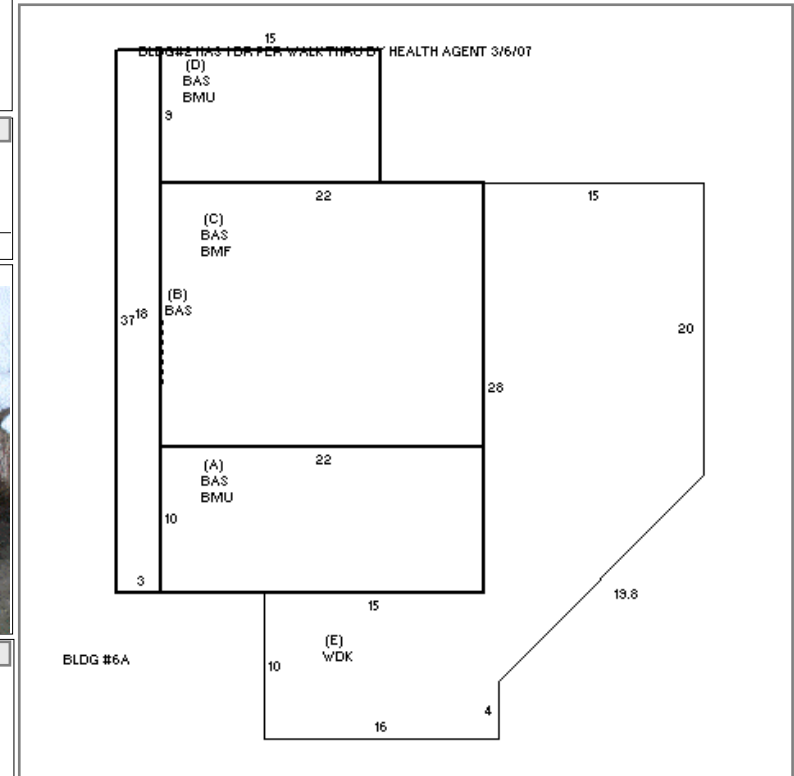 15
BLDG#2 HAS 1 BR PER WALK THRU BY HEALTH AGENT 3/6/07
(D)
BAS
BMU
9
22
15
(C)
BAS
BMF
(B)
BAS
37
18
20
28
22
(A)
BAS
BMU
10
3
15
19.8
(E)
WDK
BLDG #6A
10
4
16